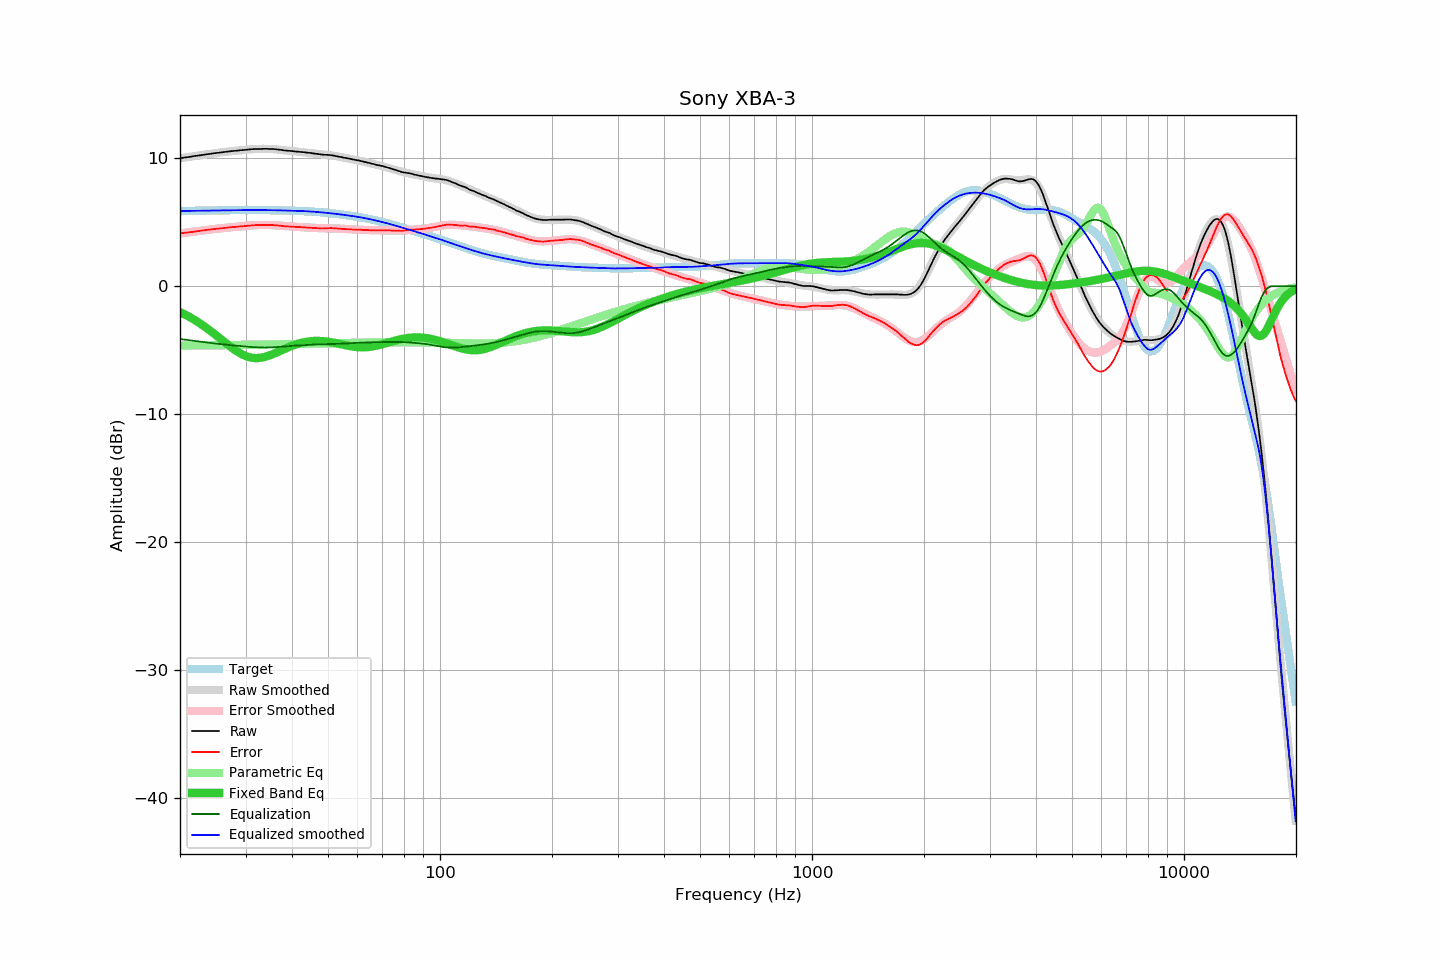 Sony XBA-3
10
0
−10
−20
−30
−40
Amplitude (dBr)
Target
Raw Smoothed
Error Smoothed
Raw
Error
Parametric Eq
Fixed Band Eq
Equalization
Equalized smoothed
100
1000
10000
Frequency (Hz)